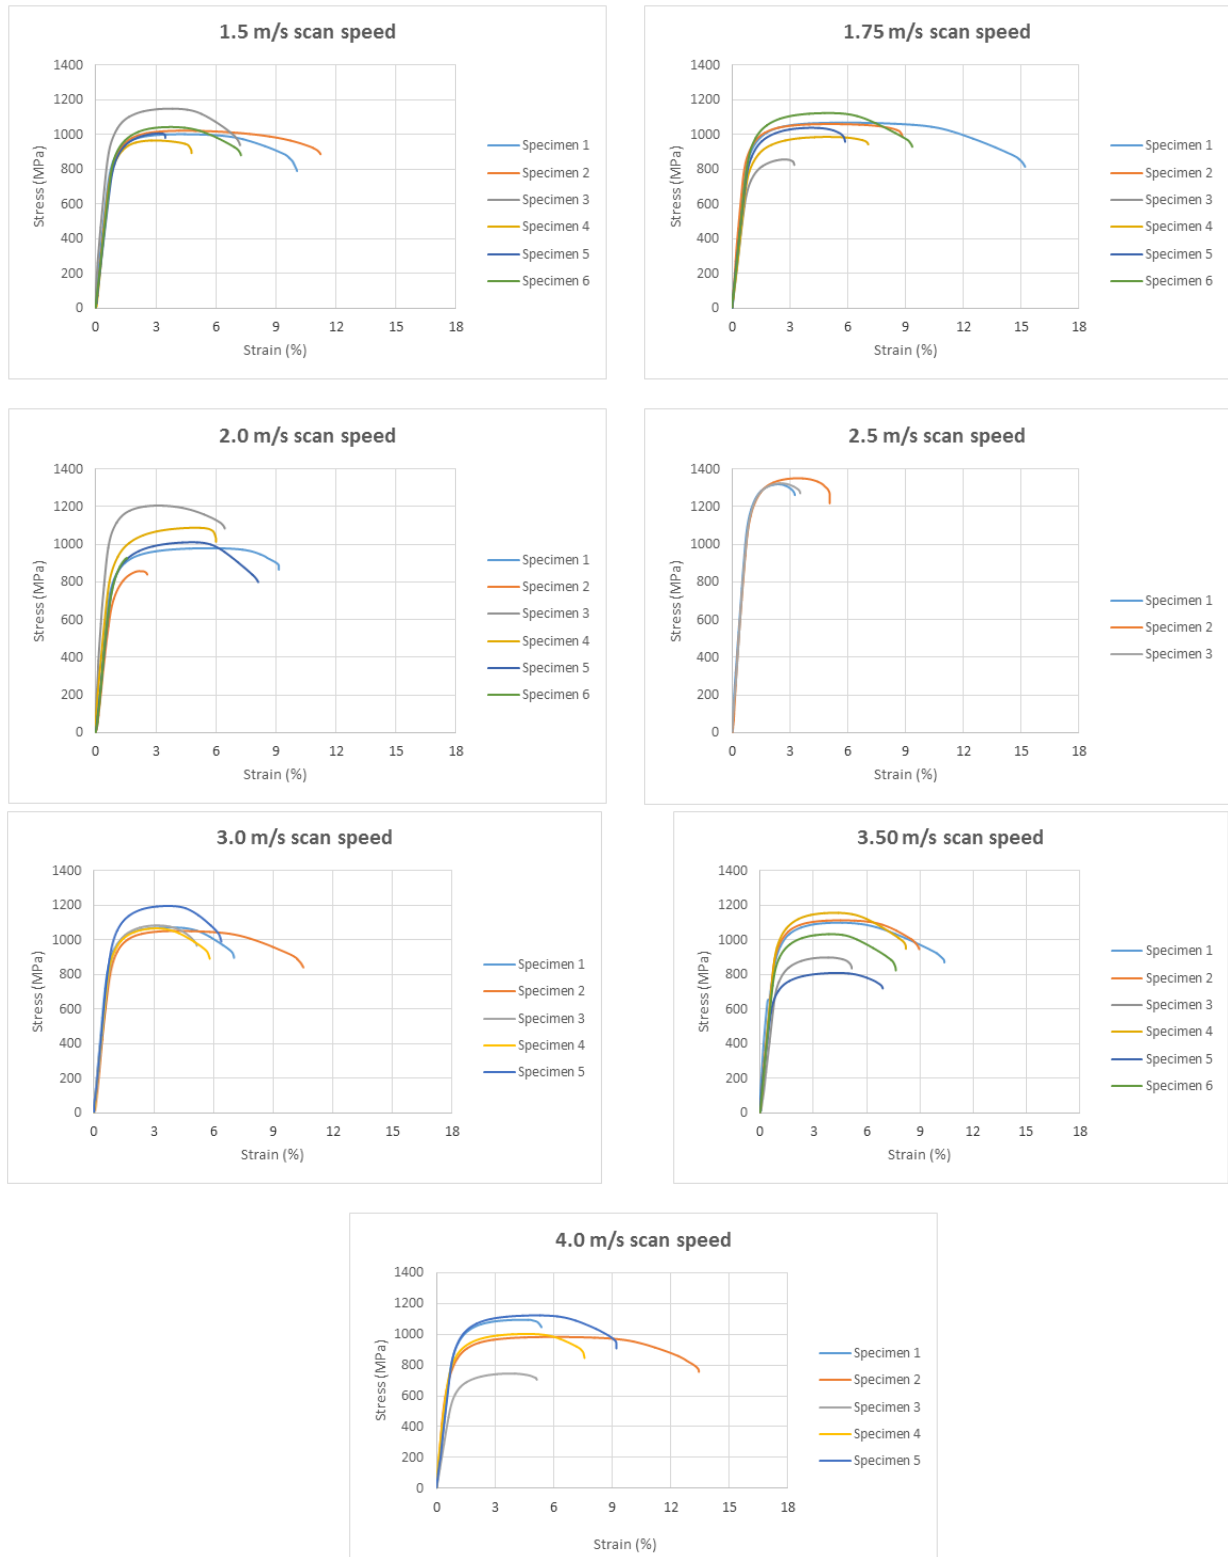 1.5 m/s scan speed
1400
1200
1000
800
600
400
200
0
Stress (MPa)
0 3 6 9 12 15 18
Strain (%)
Specimen 1
Specimen 2
Specimen 3
Specimen 4
Specimen 5
Specimen 6
1.75 m/s scan speed
1400
1200
1000
800
600
400
200
0
Stress (MPa)
0 3 6 9 12 15 18
Strain (%)
Specimen 1
Specimen 2
Specimen 3
Specimen 4
Specimen 5
Specimen 6
2.0 m/s scan speed
1400
1200
1000
800
600
400
200
0
Stress (MPa)
0 3 6 9 12 15 18
Strain (%)
Specimen 1
Specimen 2
Specimen 3
Specimen 4
Specimen 5
Specimen 6
2.5 m/s scan speed
1400
1200
1000
800
600
400
200
0
Stress (MPa)
0 3 6 9 12 15 18
Strain (%)
Specimen 1
Specimen 2
Specimen 3
3.0 m/s scan speed
1400
1200
1000
800
600
400
200
0
Stress (MPa)
0 3 6 9 12 15 18
Strain (%)
Specimen 1
Specimen 2
Specimen 3
Specimen 4
Specimen 5
3.50 m/s scan speed
1400
1200
1000
800
600
400
200
0
Stress (MPa)
0 3 6 9 12 15 18
Strain (%)
Specimen 1
Specimen 2
Specimen 3
Specimen 4
Specimen 5
Specimen 6
4.0 m/s scan speed
1400
1200
1000
800
600
400
200
0
Stress (MPa)
0 3 6 9 12 15 18
Strain (%)
Specimen 1
Specimen 2
Specimen 3
Specimen 4
Specimen 5